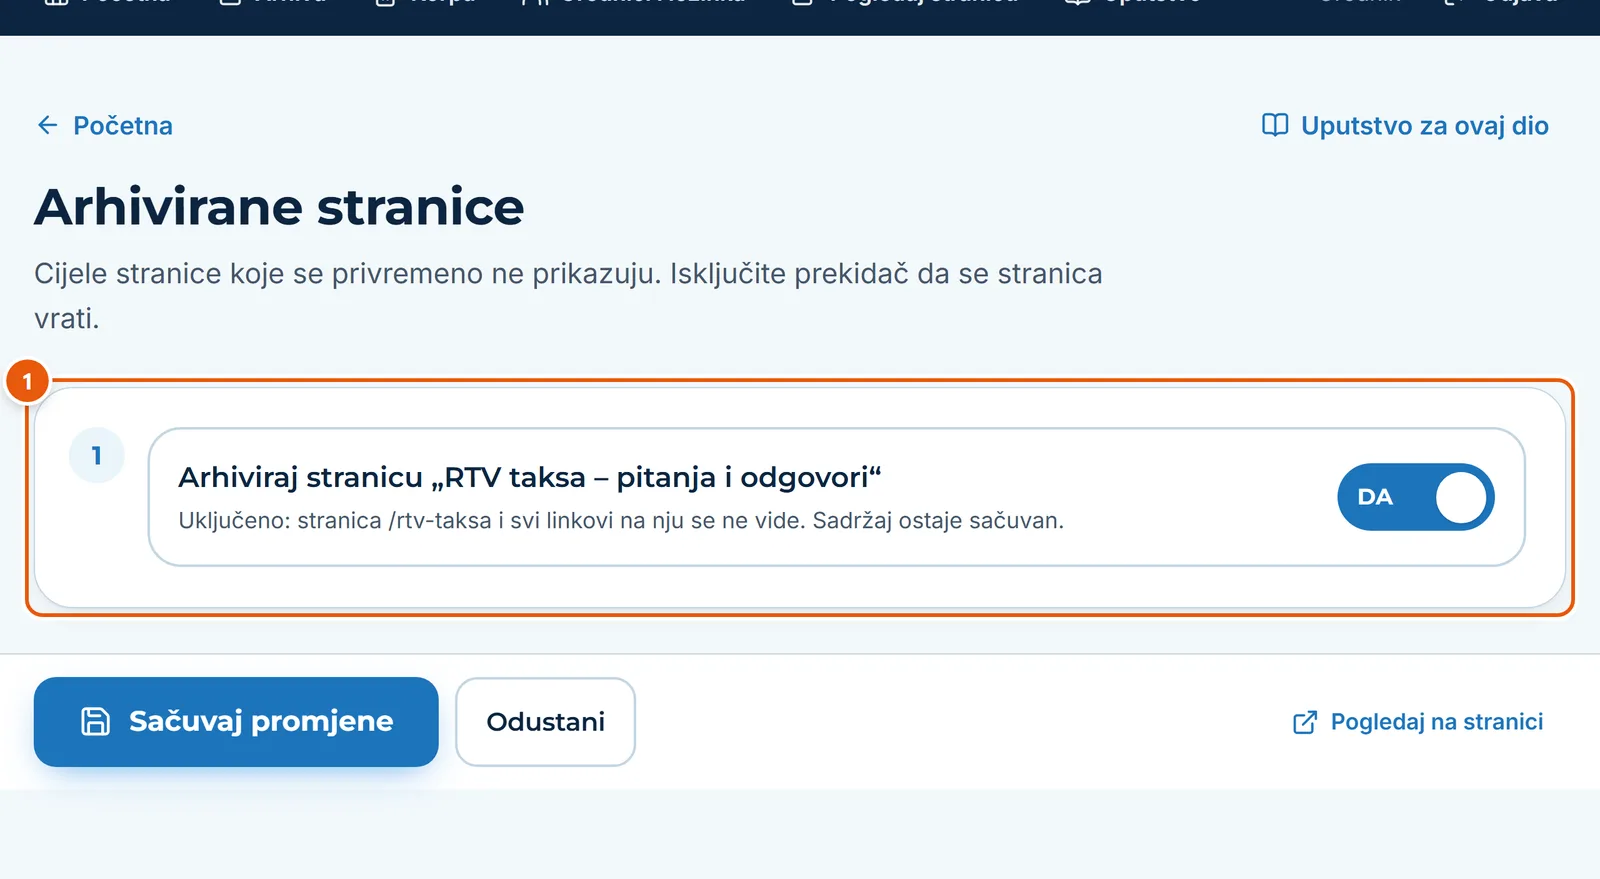 Početna
Uputstvo za ovaj dio
Arhivirane stranice
Cijele stranice koje se privremeno ne prikazuju. Isključite prekidač da se stranica
vrati.
1
1
Arhiviraj stranicu „RTV taksa – pitanja i odgovori“
Uključeno: stranica /rtv-taksa i svi linkovi na nju se ne vide. Sadržaj ostaje sačuvan.
DA
Sačuvaj promjene
Odustani
Pogledaj na stranici